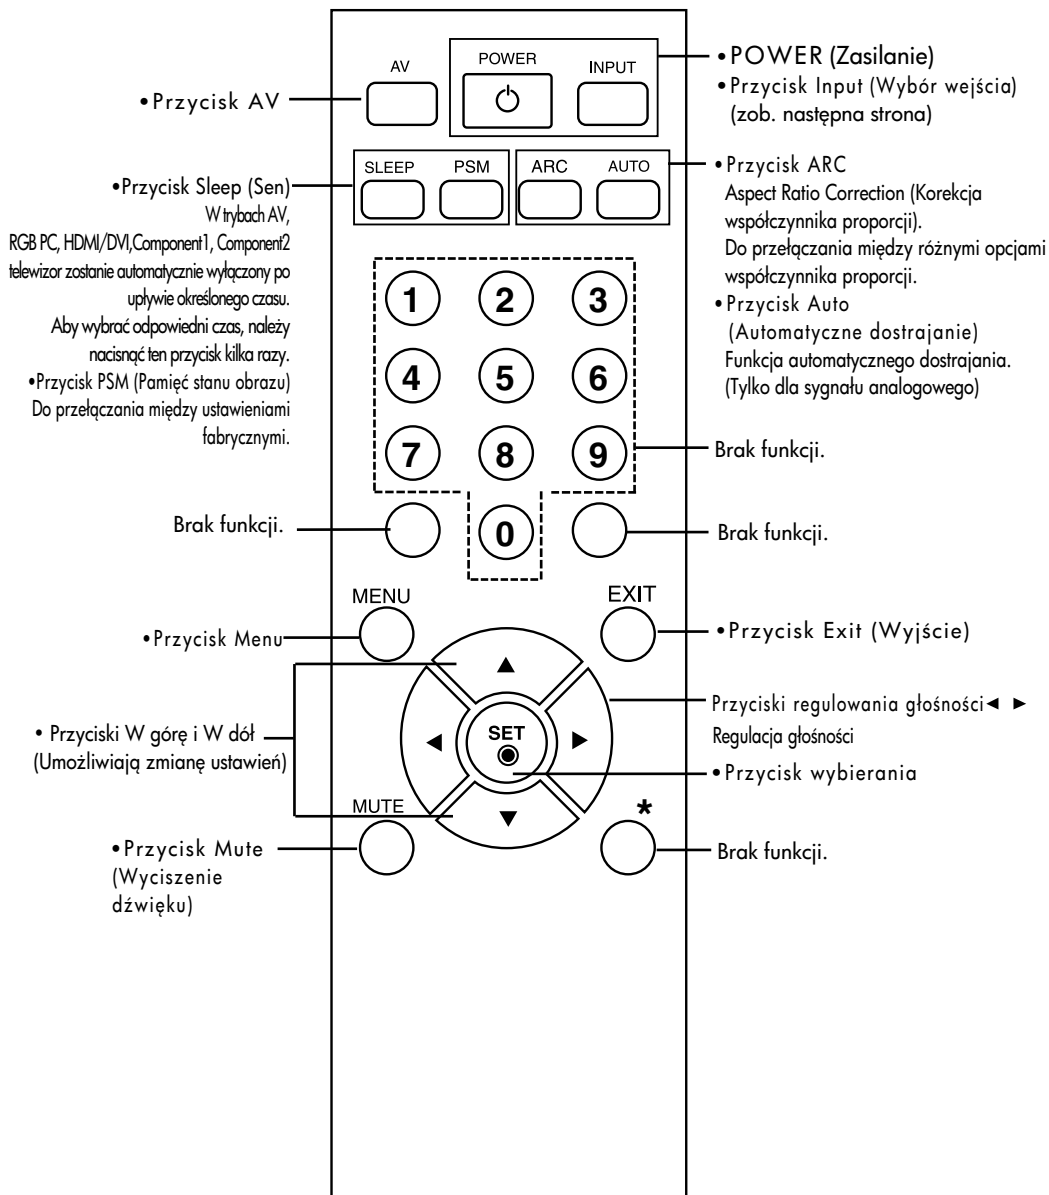 AV
POWER
INPUT
•Przycisk AV
•POWER (Zasilanie)
•Przycisk Input (Wybór wejścia)
(zob. następna strona)
SLEEP
PSM
ARC
AUTO
•Przycisk Sleep (Sen)
W trybach AV,
RGB PC, HDMI/DVI,Component1, Component2
telewizor zostanie automatycznie wyłączony po
upływie określonego czasu.
Aby wybrać odpowiedni czas, należy
nacisnąć ten przycisk kilka razy.
•Przycisk PSM (Pamięć stanu obrazu)
Do przełączania między ustawieniami
fabrycznymi.
•Przycisk ARC
Aspect Ratio Correction (Korekcja
współczynnika proporcji).
Do przełączania między różnymi opcjami
współczynnika proporcji.
•Przycisk Auto
(Automatyczne dostrajanie)
Funkcja automatycznego dostrajania.
(Tylko dla sygnału analogowego)
1 2 3
4 5 6
7 8 9
0
Brak funkcji.
Brak funkcji.
Brak funkcji.
MENU
EXIT
•Przycisk Menu
•Przycisk Exit (Wyjście)
▲
◄
SET
►
▼
• Przyciski W górę i W dół
(Umożliwiają zmianę ustawień)
Przyciski regulowania głośności◄ ►
Regulacja głośności
•Przycisk wybierania
MUTE
*
•Przycisk Mute
(Wyciszenie
dźwięku)
Brak funkcji.